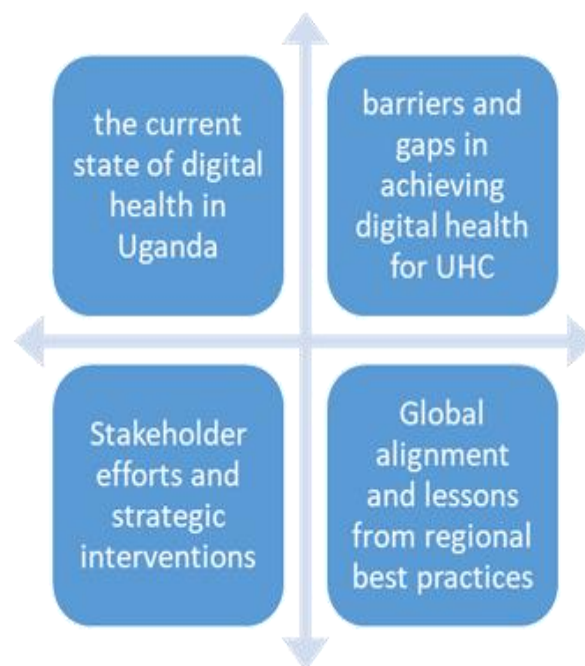 the current
state of digital
health in
Uganda
barriers and
gaps in
achieving
digital health
for UHC
Stakeholder
efforts and
strategic
interventions
Global
alignment
and lessons
from regional
best practices